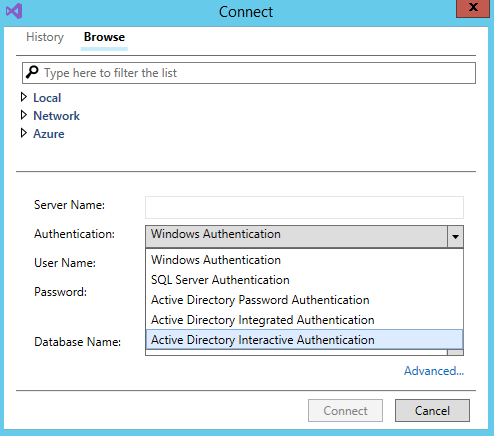 Connect
x
History Browse
Type here to filter the list
Local
Network
Azure
Server Name:
Authentication: Windows Authentication
User Name: Windows Authentication
SQL Server Authentication
Password: Active Directory Password Authentication
Active Directory Integrated Authentication
Database Name: Active Directory Interactive Authentication
Advanced...
Connect Cancel